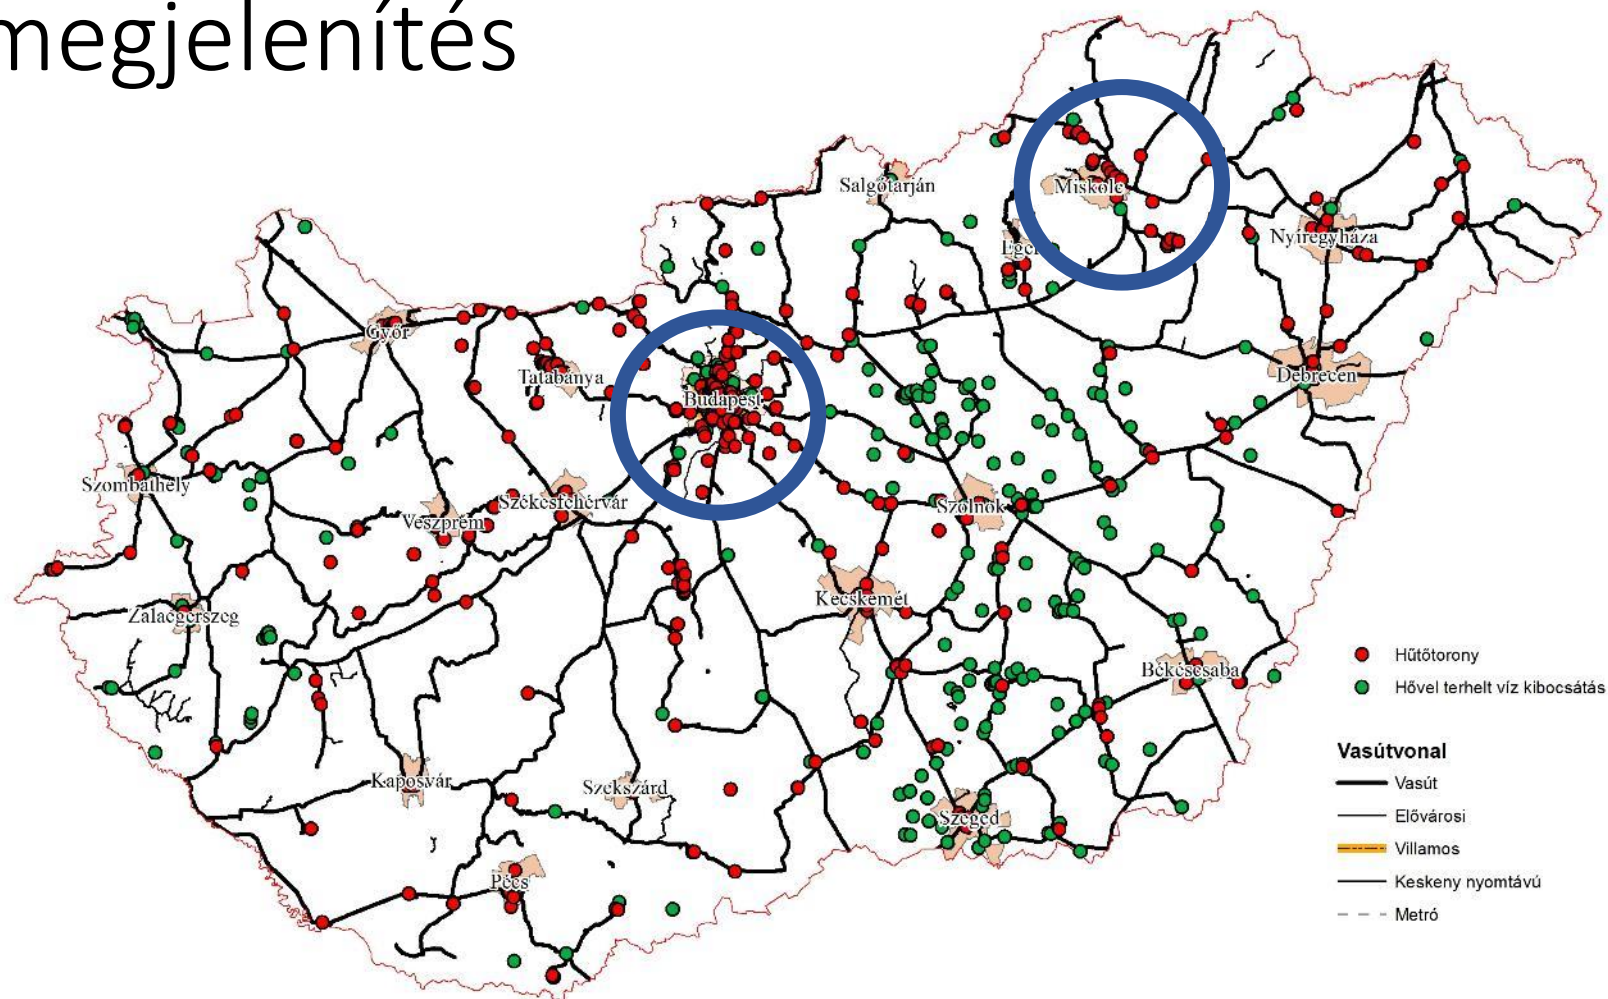 megjelenítés
Salgótarján
Miskolc
Eger
Nyíregyháza
Győr
Tatabánya
Budapest
Debrecen
Szombathely
Veszprém
Székesfehérvár
Szolnok
Zalaegerszeg
Kecskemét
Békéscsaba
Kaposvár
Szekszárd
Szeged
Pécs
Hűtőtorony
Hővel terhelt víz kibocsátás
Vasútvonal
Vasút
Elővárosi
Villamos
Keskeny nyomtávú
Metró